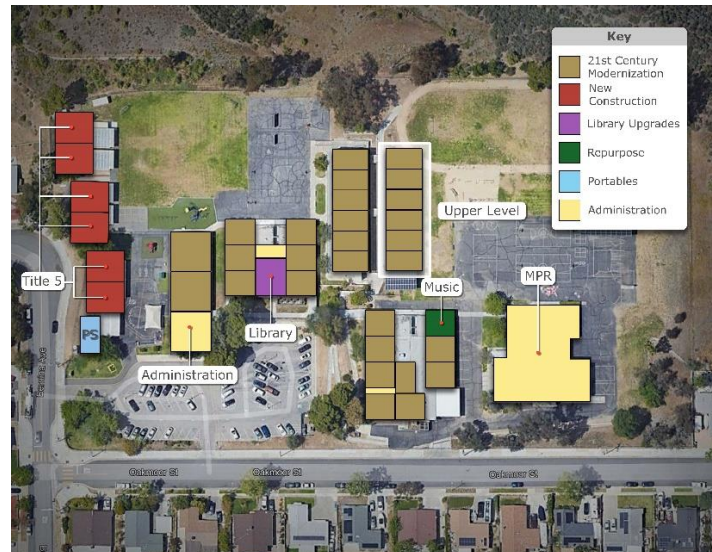 Key
21st Century
Modernization
New
Construction
Library Upgrades
Repurpose
Portables
Administration
Upper Level
Music
MPR
Title 5
PS
Library
Administration
Oakmoor St
Oakmoor St
Oakmoor St